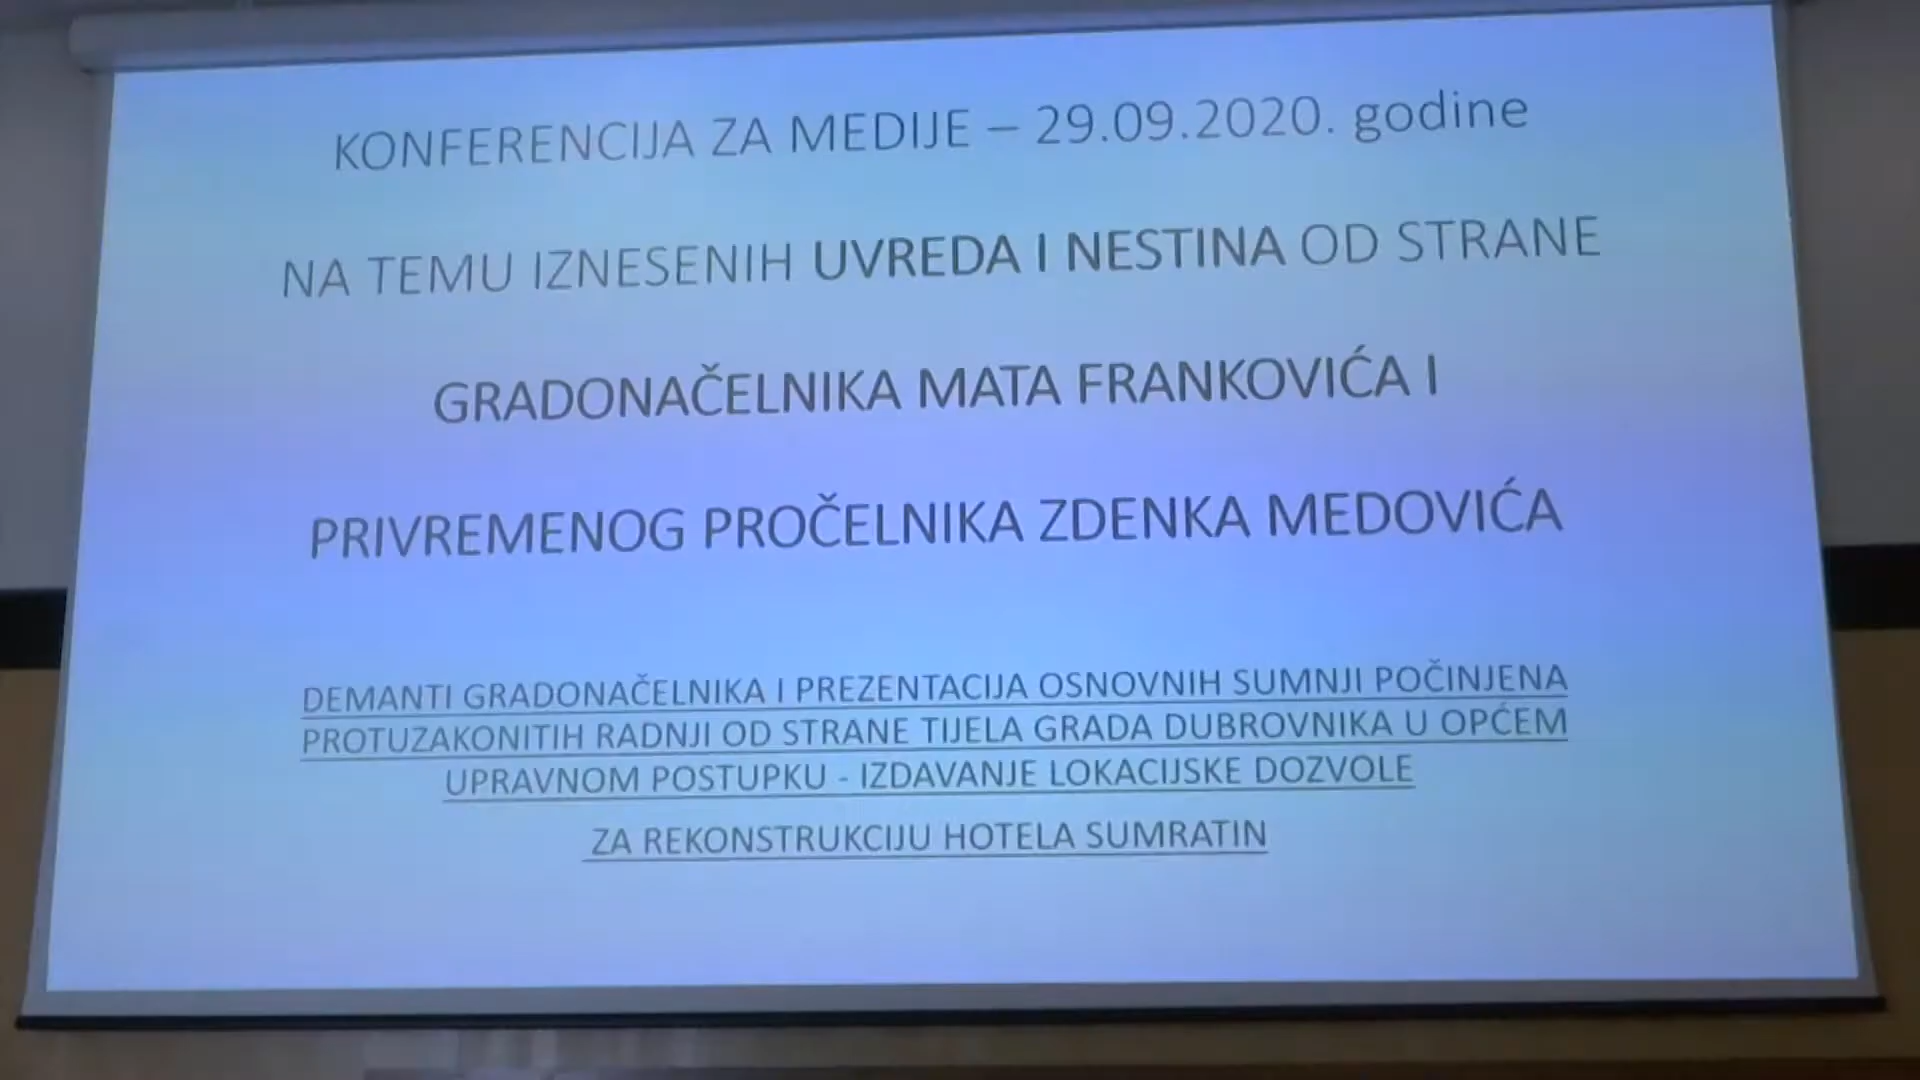 KONFERENCIJA ZA MEDIJE – 29.09.2020. godine
NA TEMU IZNESENIH UVREDA I NESTINA OD STRANE
GRADONAČELNIKA MATA FRANKOVIĆA I
PRIVREMENOG PROČELNIKA ZDENKA MEDOVIĆA
DEMANTI GRADONAČELNIKA I PREZENTACIJA OSNOVNIH SUMNJI POČINJENA
PROTUZAKONITIH RADNJI OD STRANE TIJELA GRADA DUBROVNIKA U OPĆEM
UPRAVNOM POSTUPKU - IZDAVANJE LOKACIJSKE DOZVOLE
ZA REKONSTRUKCIJU HOTELA SUMRATIN